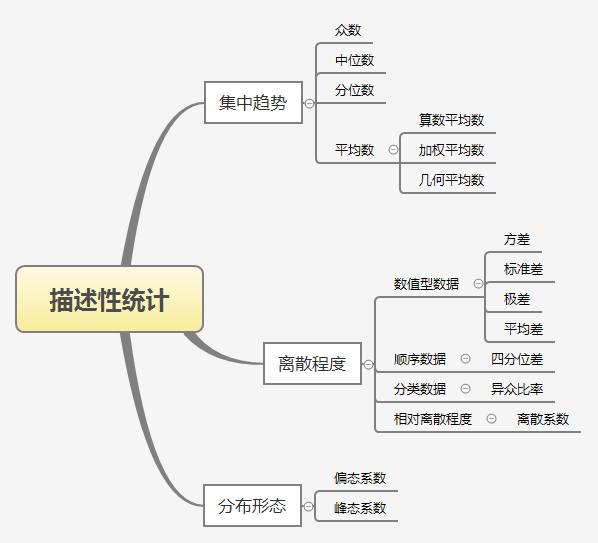 众数
中位数
分位数
集中趋势
平均数
算数平均数
加权平均数
几何平均数
描述性统计
离散程度
数值型数据
方差
标准差
极差
平均差
顺序数据
四分位差
分类数据
异众比率
相对离散程度
离散系数
分布形态
偏态系数
峰态系数